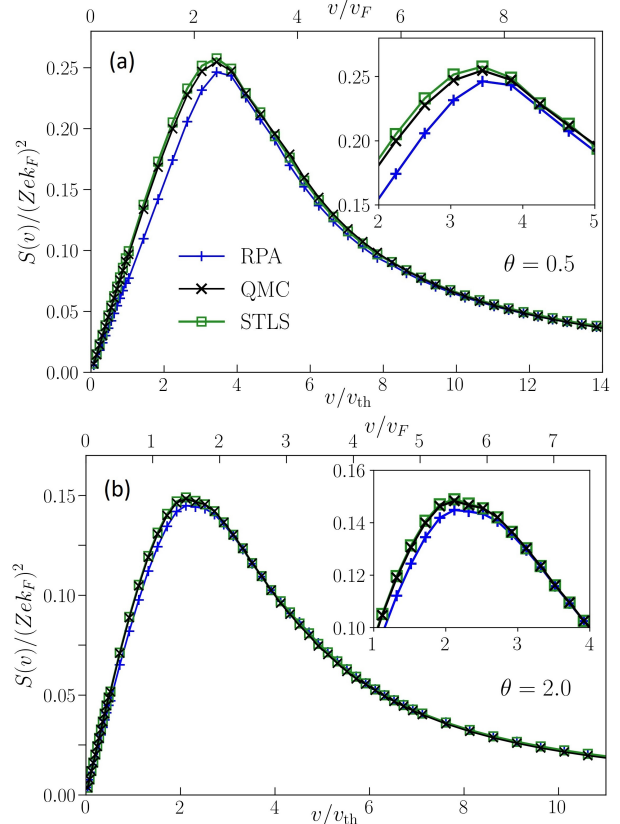 v/v_F
0 2 4 6 8
(a)
0.25
0.20
0.15
0.10
0.05
0.00
S(v)/(Zek_F)^2
0.25
0.20
0.15
2 3 4 5
RPA
QMC
STLS
θ = 0.5
0 2 4 6 8 10 12 14
v/v_th
v/v_F
0 1 2 3 4 5 6 7
(b)
0.15
0.10
0.05
0.00
S(v)/(Zek_F)^2
0.16
0.14
0.12
0.10
1 2 3 4
θ = 2.0
0 2 4 6 8 10
v/v_th